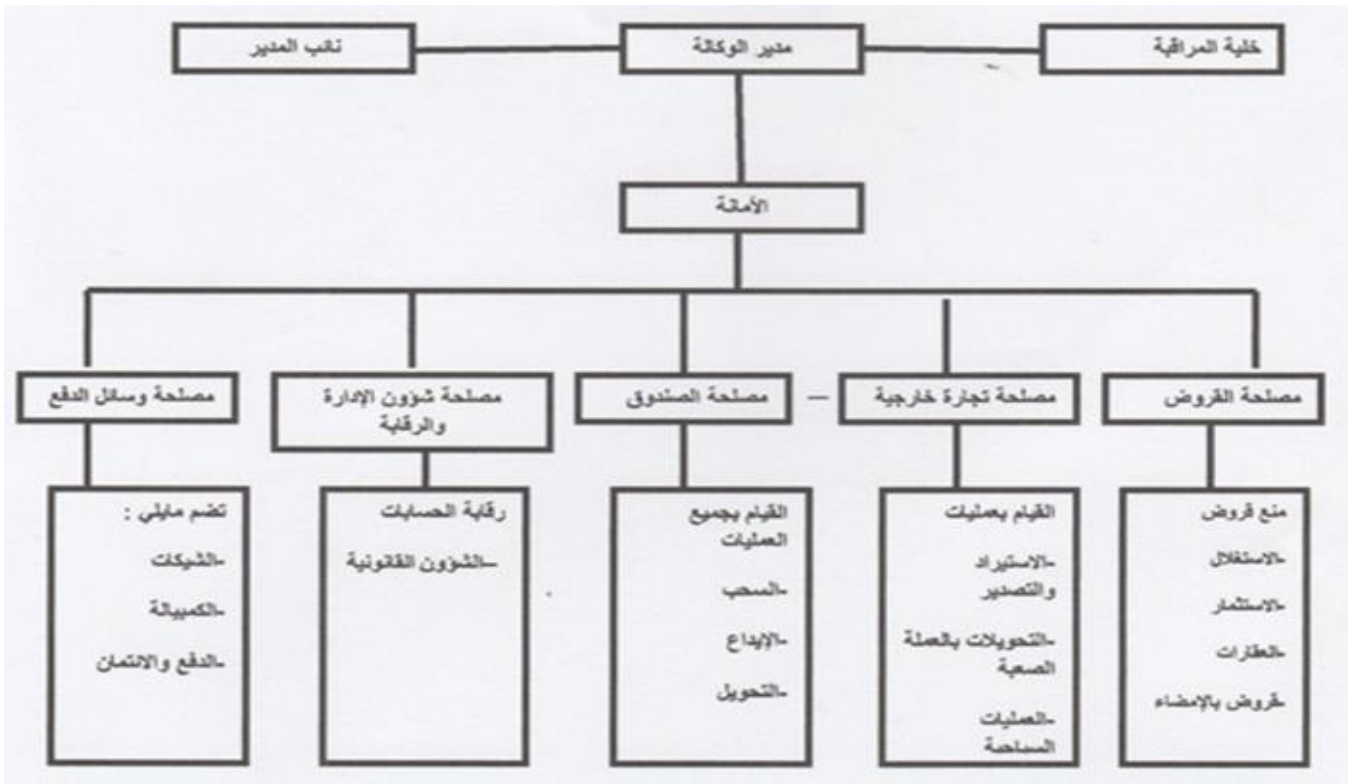 خلية المراقبة
مدير الوكالة
نائب المدير
الأمانة
مصلحة القروض
مصلحة تجارة خارجية
–
مصلحة الصندوق
مصلحة شؤون الإدارة
والرقابة
مصلحة وسائل الدفع
منع قروض
-الاستغلال
-الاستثمار
-العقارات
-قروض بالإمضاء
القيام بعمليات
-الاستيراد
والتصدير
-التحويلات بالعملة
الصعبة
-العمليات
القيام بجميع
العمليات
-السحب
-الإيداع
-التحويل
رقابة الحسابات
–الشؤون القانونية
تضم مايلي :
-الشيكات
-الكمبيالة
-الدفع والائتمان